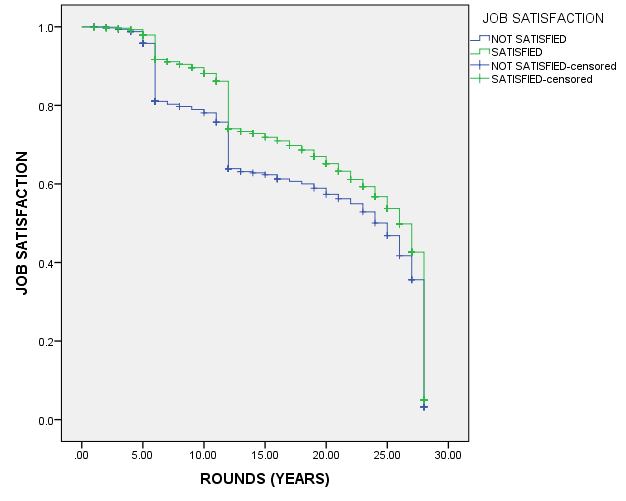 JOB SATISFACTION
NOT SATISFIED
SATISFIED
NOT SATISFIED-censored
SATISFIED-censored
JOB SATISFACTION
1.0
0.8
0.6
0.4
0.2
0.0
.00 5.00 10.00 15.00 20.00 25.00 30.00
ROUNDS (YEARS)